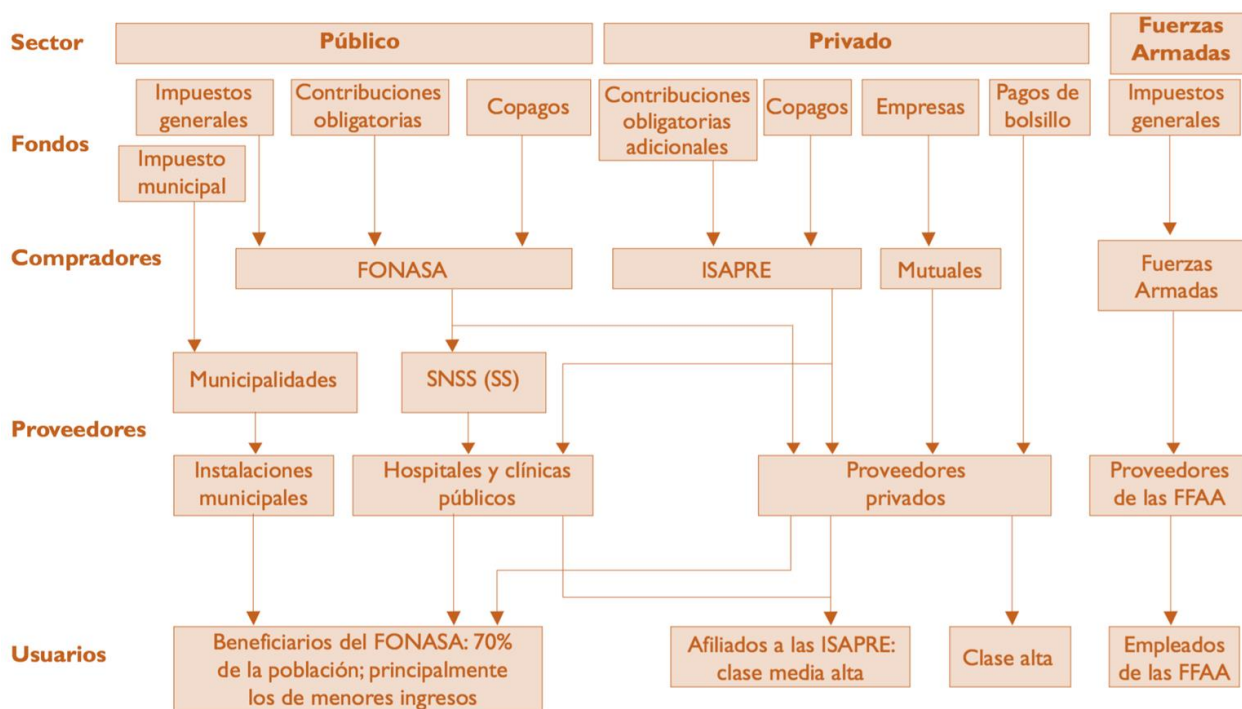 Sector
Público
Privado
Fuerzas
Armadas
Fondos
Impuestos
generales
Contribuciones
obligatorias
Copagos
Contribuciones
obligatorias
adicionales
Copagos
Empresas
Pagos de
bolsillo
Impuestos
generales
Impuesto
municipal
Compradores
FONASA
ISAPRE
Mutuales
Fuerzas
Armadas
Proveedores
Municipalidades
SNSS (SS)
Instalaciones
municipales
Hospitales y clínicas
públicos
Proveedores
privados
Proveedores
de las FFAA
Usuarios
Beneficiarios del FONASA: 70%
de la población; principalmente
los de menores ingresos
Afiliados a las ISAPRE:
clase media alta
Clase alta
Empleados
de las FFAA